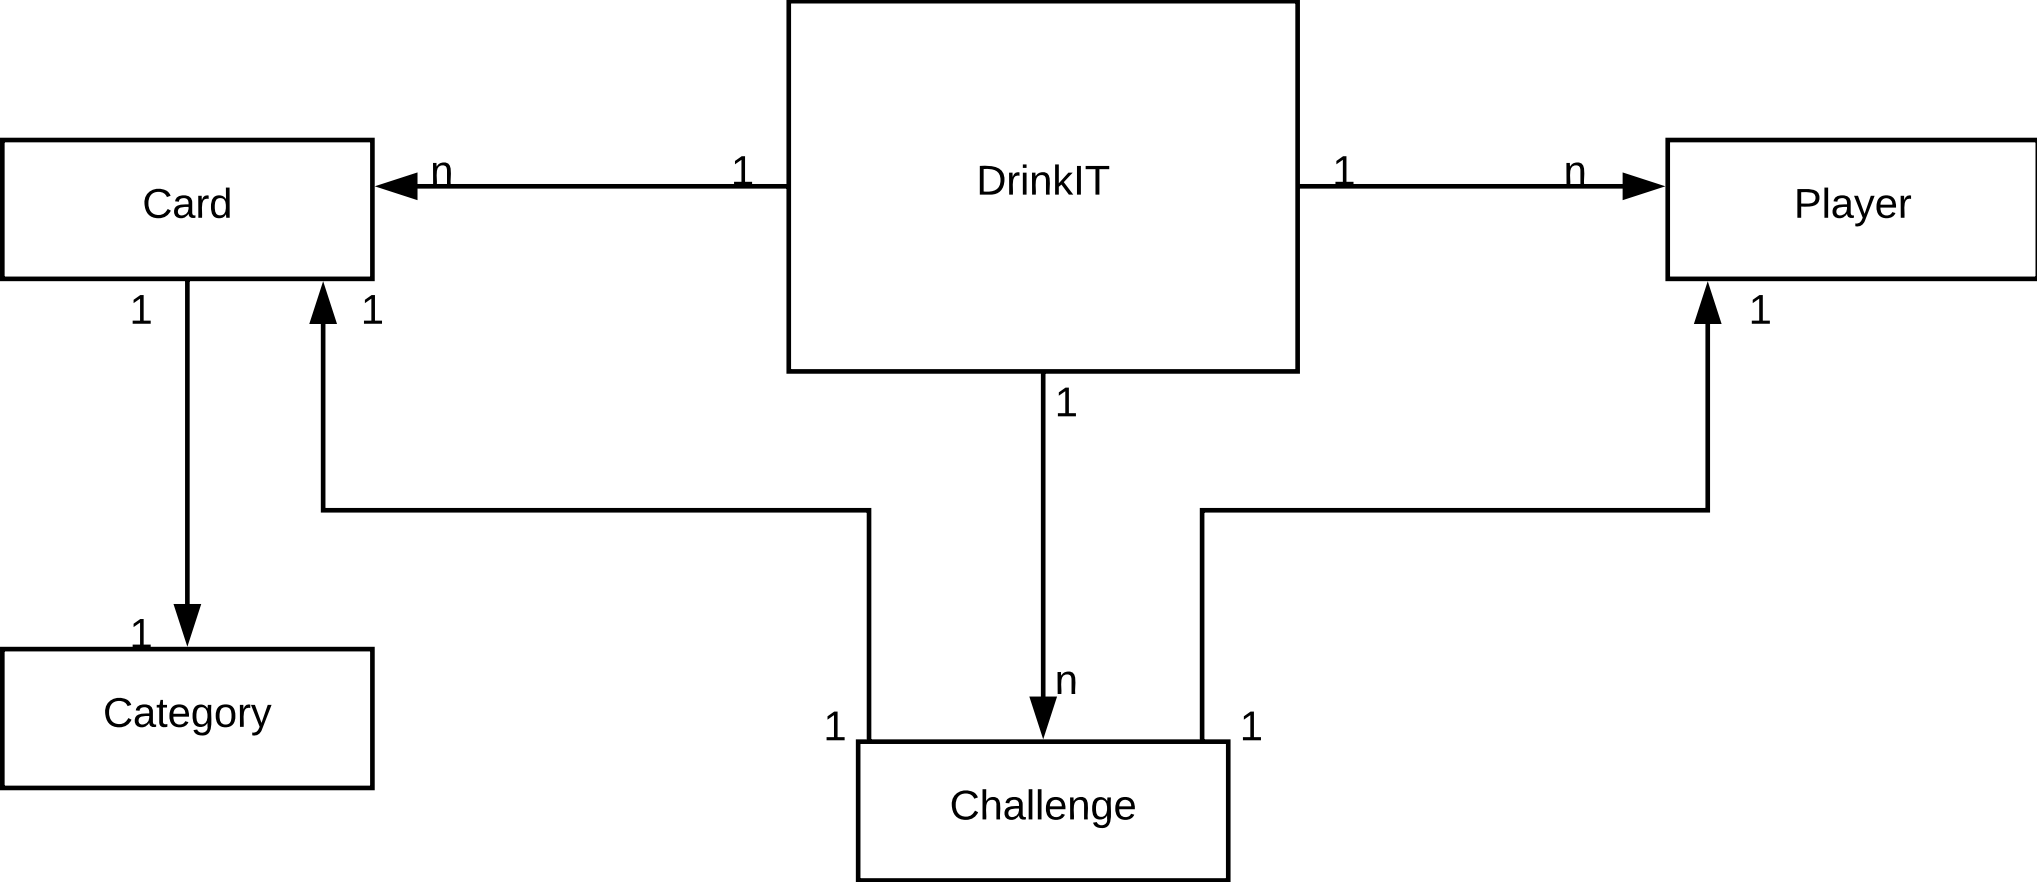 DrinkIT
n 1
1 n
Card
Player
1 1
1
1
n
1
Category
1 1
Challenge